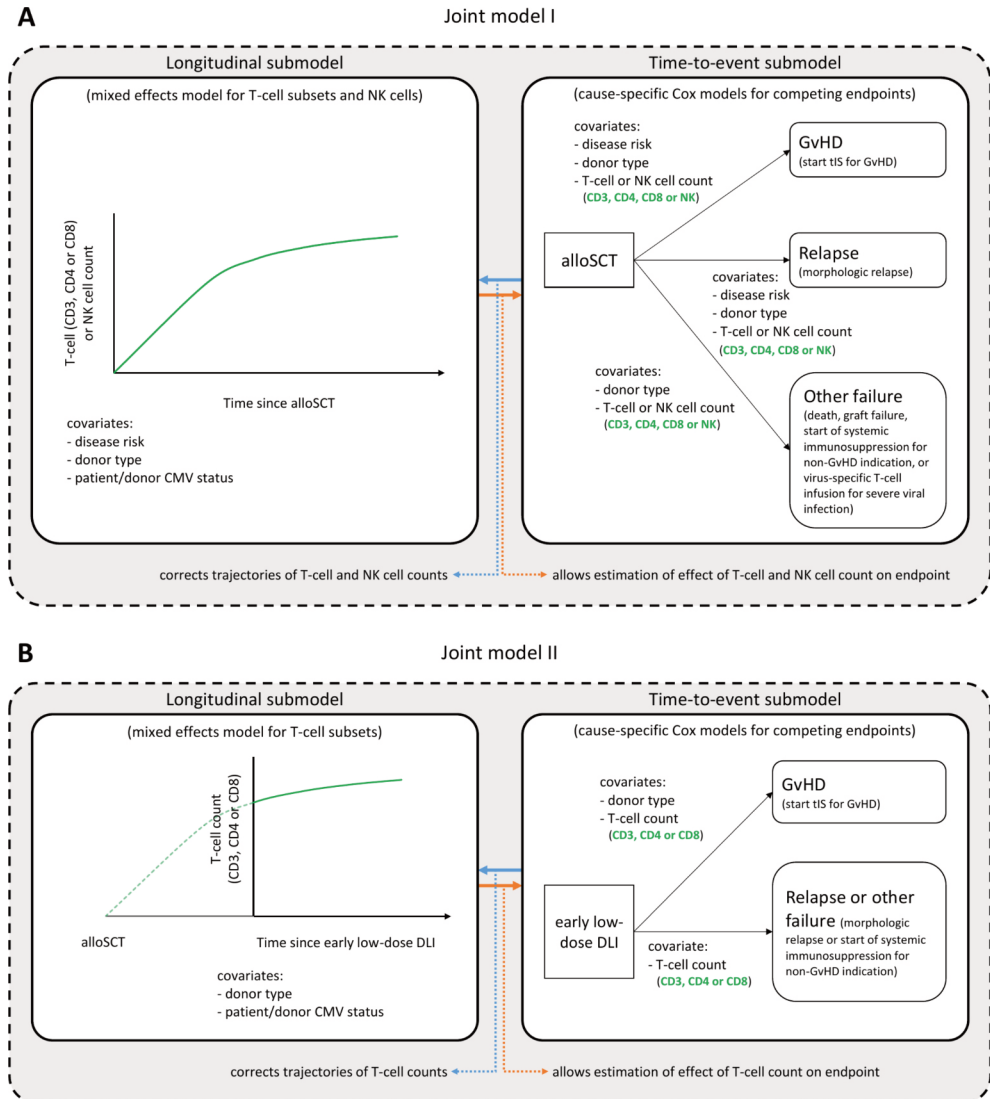 A
Joint model I
Longitudinal submodel
(mixed effects model for T-cell subsets and NK cells)
T-cell (CD3, CD4 or CD8)
or NK cell count
Time since alloSCT
covariates:
- disease risk
- donor type
- patient/donor CMV status
Time-to-event submodel
(cause-specific Cox models for competing endpoints)
covariates:
- disease risk
- donor type
- T-cell or NK cell count
(CD3, CD4, CD8 or NK)
GvHD
(start tIS for GvHD)
alloSCT
Relapse
(morphologic relapse)
covariates:
- disease risk
- donor type
- T-cell or NK cell count
(CD3, CD4, CD8 or NK)
covariates:
- donor type
- T-cell or NK cell count
(CD3, CD4, CD8 or NK)
Other failure
(death, graft failure,
start of systemic
immunosuppression for
non-GvHD indication, or
virus-specific T-cell
infusion for severe viral
infection)
corrects trajectories of T-cell and NK cell counts
allows estimation of effect of T-cell and NK cell count on endpoint
B
Joint model II
Longitudinal submodel
(mixed effects model for T-cell subsets)
T-cell count
(CD3, CD4 or CD8)
alloSCT
Time since early low-dose DLI
covariates:
- donor type
- patient/donor CMV status
Time-to-event submodel
(cause-specific Cox models for competing endpoints)
covariates:
- donor type
- T-cell count
(CD3, CD4 or CD8)
GvHD
(start tIS for GvHD)
early low-
dose DLI
covariate:
- T-cell count
(CD3, CD4 or CD8)
Relapse or other
failure (morphologic
relapse or start of systemic
immunosuppression for
non-GvHD indication)
corrects trajectories of T-cell counts
allows estimation of effect of T-cell count on endpoint